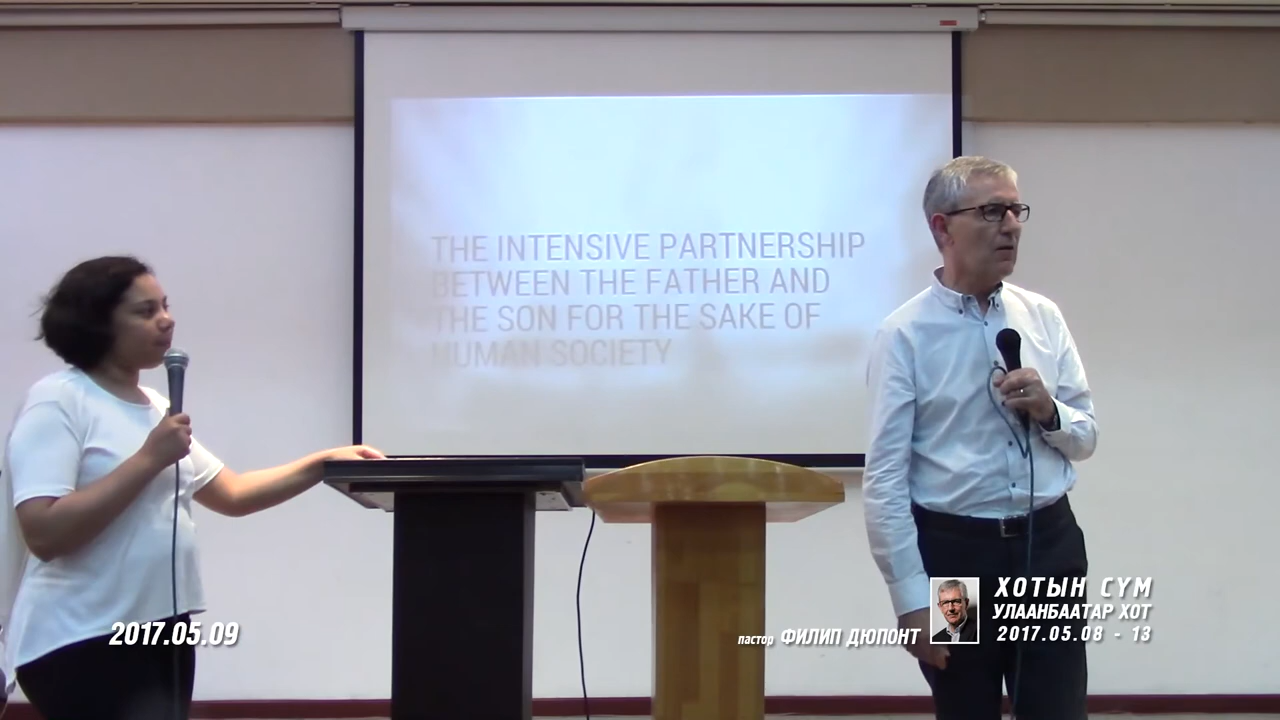 THE INTENSIVE PARTNERSHIP
BETWEEN THE FATHER AND
THE SON FOR THE SAKE OF
HUMAN SOCIETY
2017.05.09
пастор ФИЛИП ДЮПОНТ
ХОТЫН СҮМ
УЛААНБААТАР ХОТ
2017.05.08 - 13